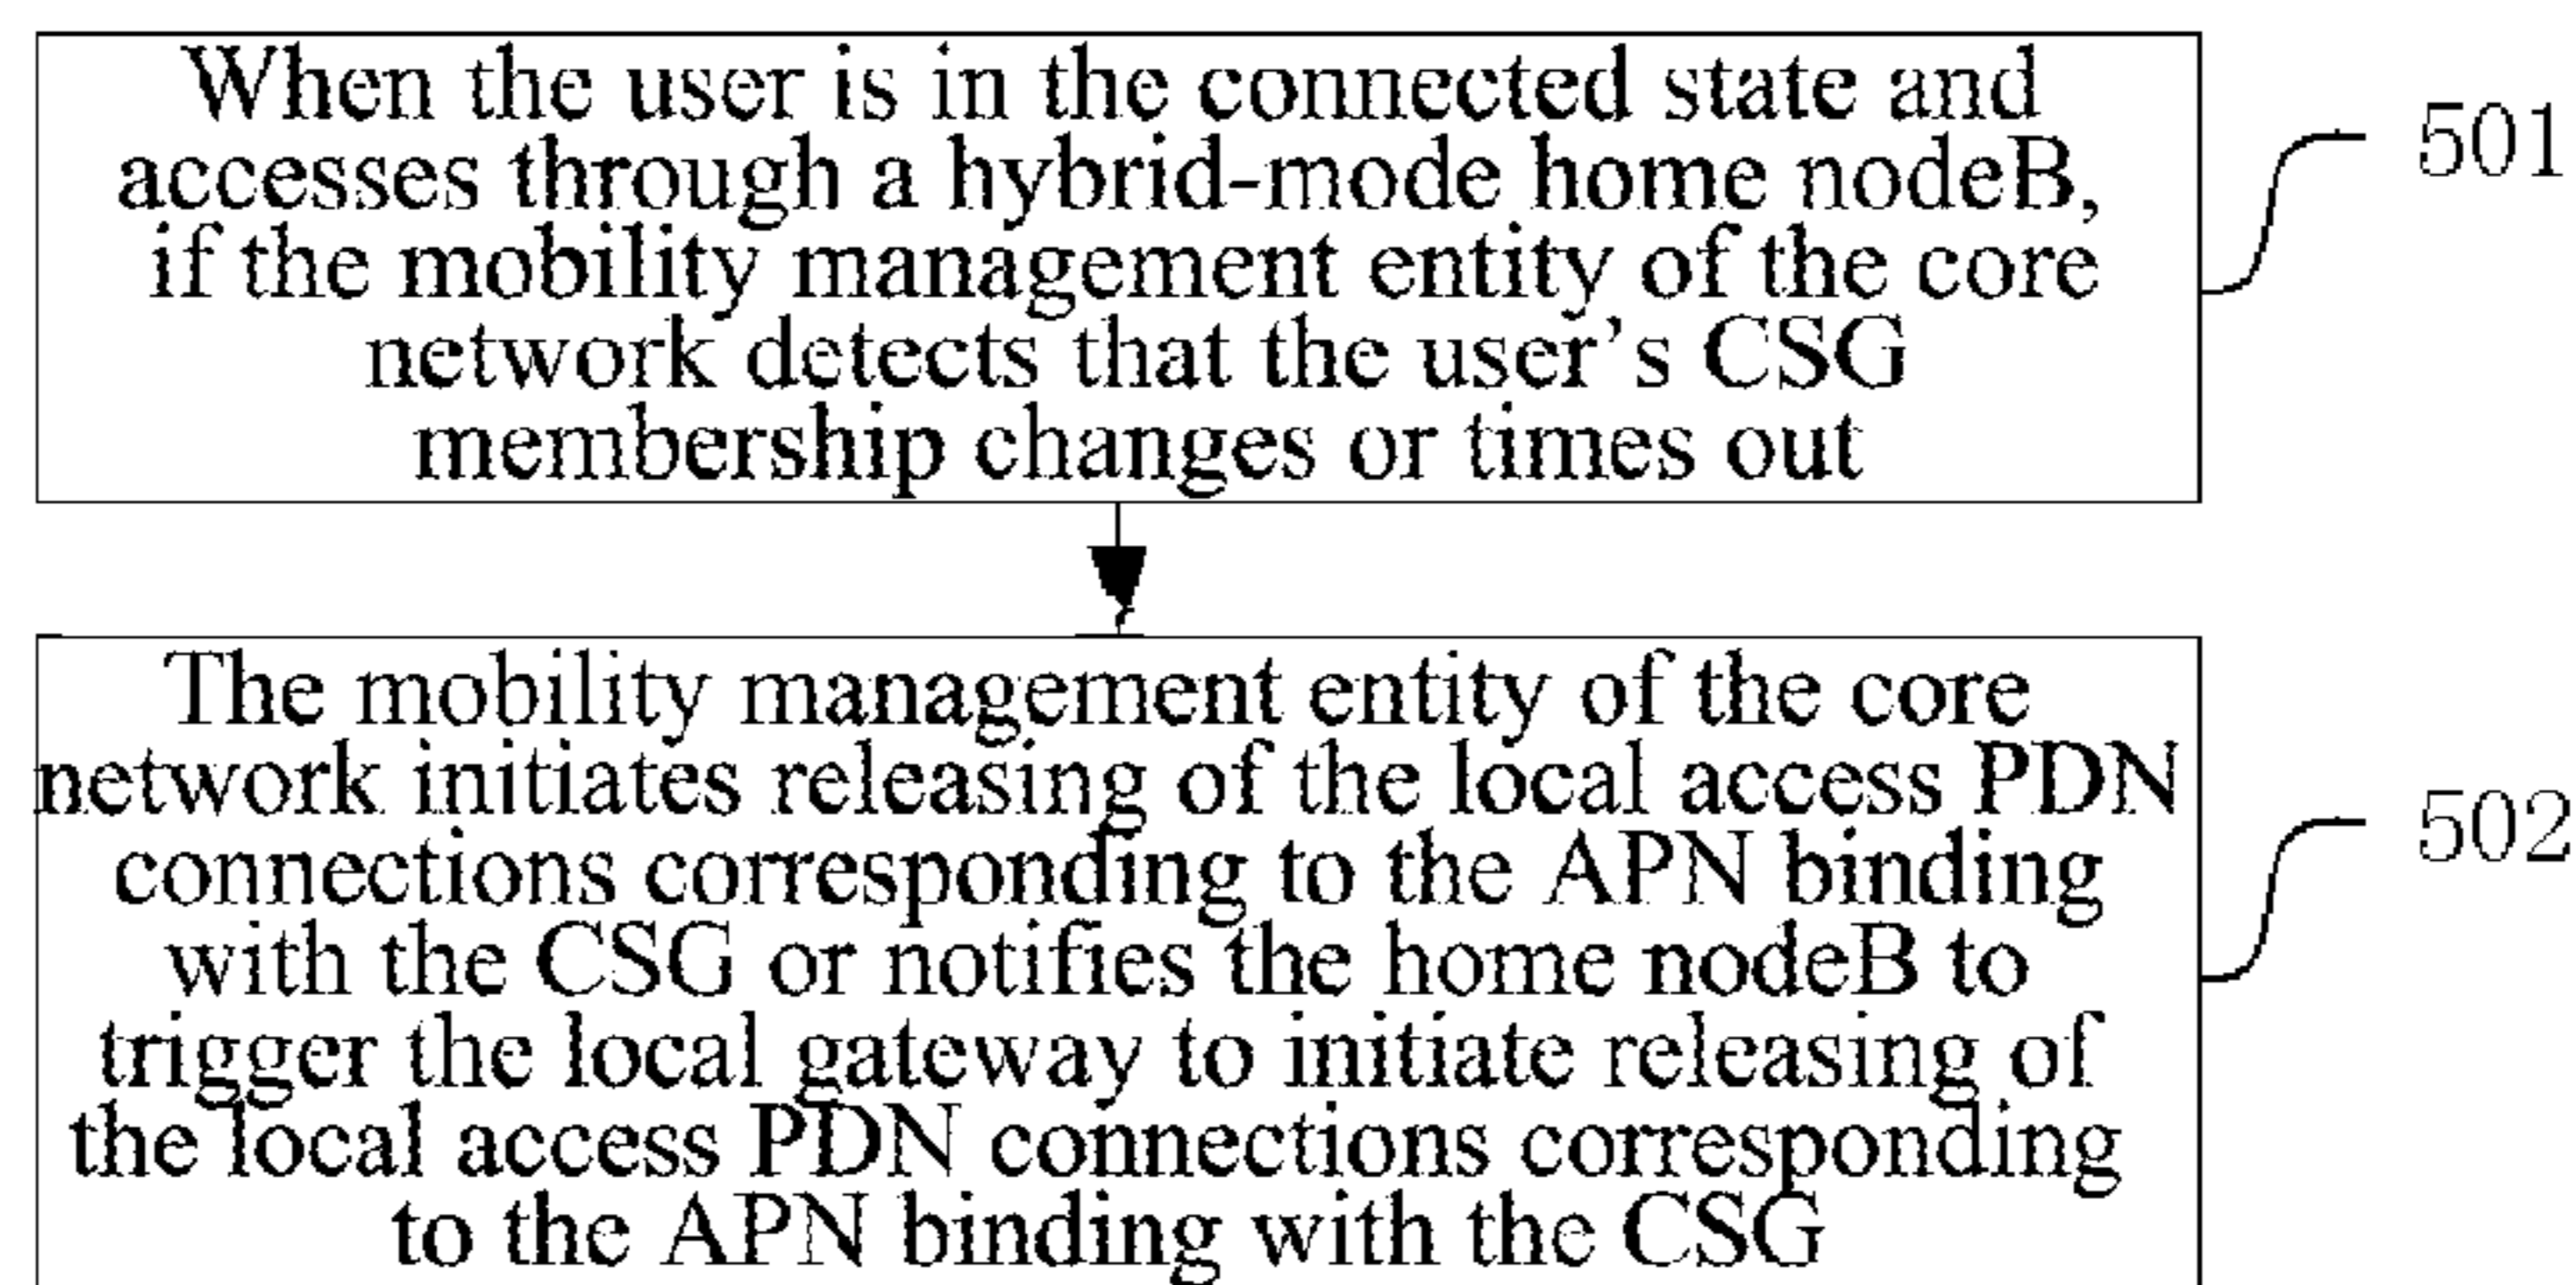 When the user is in the connected state and
accesses through a hybrid-mode home nodeB,
if the mobility management entity of the core
network detects that the user's CSG
membership changes or times out
501
The mobility management entity of the core
network initiates releasing of the local access PDN
connections corresponding to the APN binding
with the CSG or notifies the home nodeB to
trigger the local gateway to initiate releasing of
the local access PDN connections corresponding
to the APN binding with the CSG
502